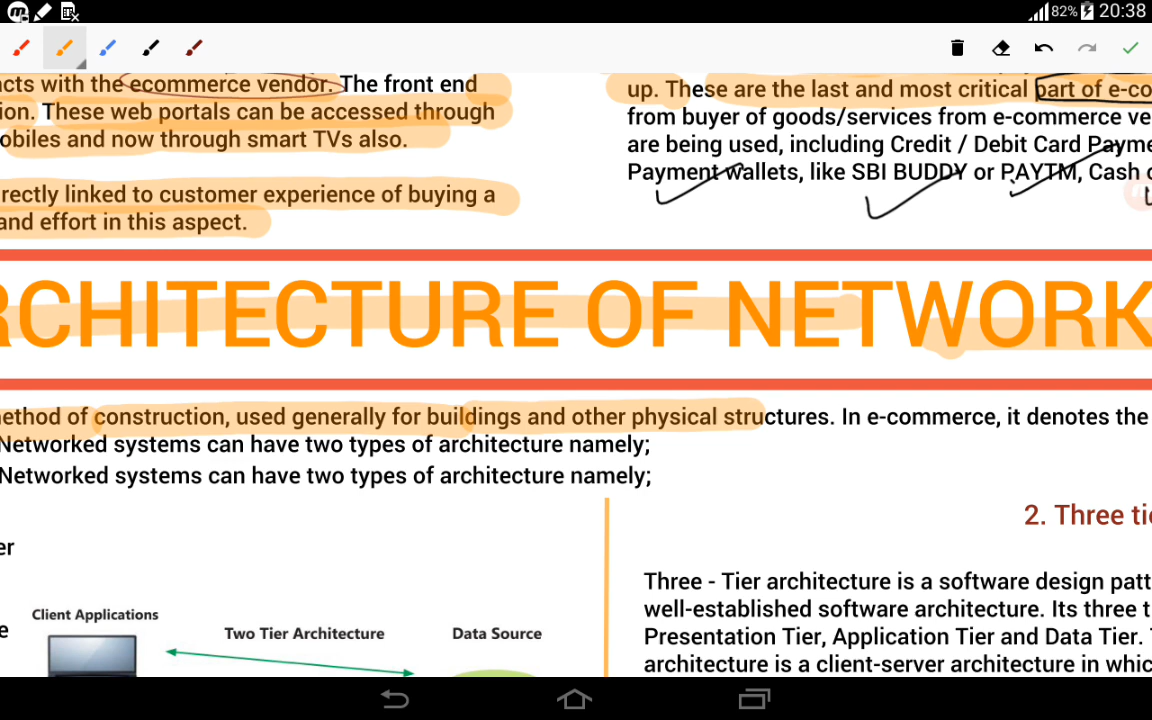 82% 20:38
acts with the ecommerce vendor. The front end
ion. These web portals can be accessed through
obiles and now through smart TVs also.
rectly linked to customer experience of buying a
and effort in this aspect.
up. These are the last and most critical part of e-co
from buyer of goods/services from e-commerce ve
are being used, including Credit / Debit Card Payme
Payment wallets, like SBI BUDDY or PAYTM, Cash
RCHITECTURE OF NETWORK
ethod of construction, used generally for buildings and other physical structures. In e-commerce, it denotes the
Networked systems can have two types of architecture namely;
Networked systems can have two types of architecture namely;
er
e
Client Applications
Two Tier Architecture
Data Source
2. Three tie
Three - Tier architecture is a software design patt
well-established software architecture. Its three t
Presentation Tier, Application Tier and Data Tier.
architecture is a client-server architecture in whic